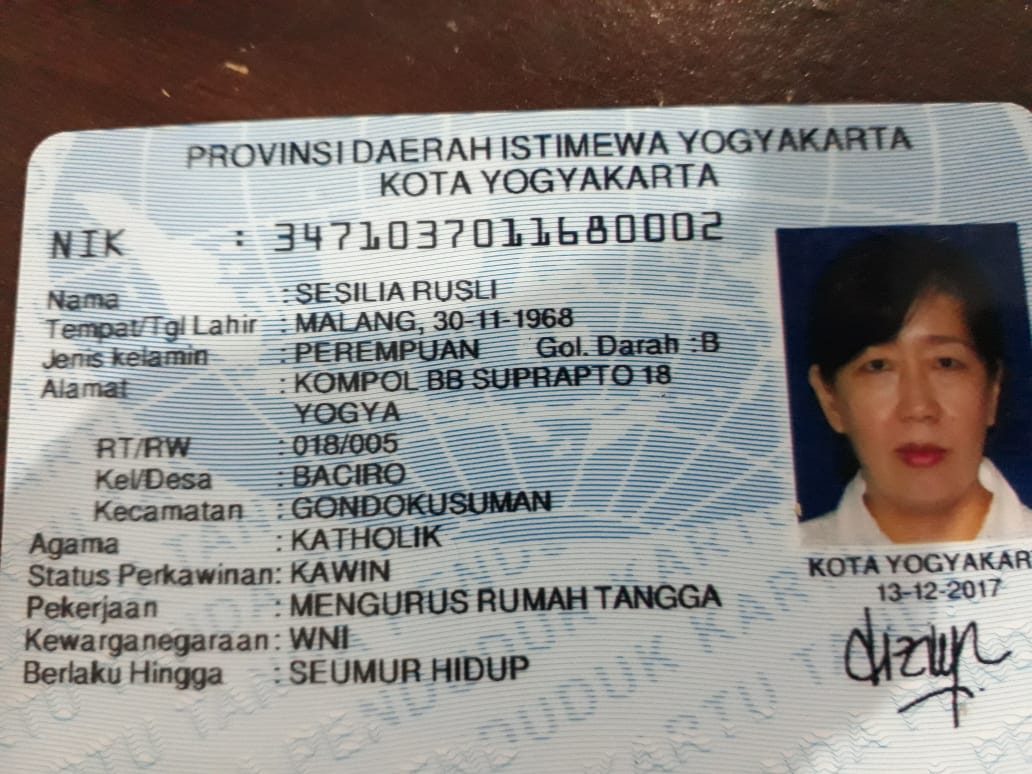 PROVINSI DAERAH ISTIMEWA YOGYAKARTA
KOTA YOGYAKARTA
NIK : 3471037011680002
Nama : SESILIA RUSLI
Tempat/Tgl Lahir : MALANG, 30-11-1968
Jenis kelamin : PEREMPUAN Gol. Darah : B
Alamat : KOMPOL BB SUPRAPTO 18
YOGYA
RT/RW : 018/005
Kel/Desa : BACIRO
Kecamatan : GONDOKUSUMAN
Agama : KATHOLIK
Status Perkawinan: KAWIN
Pekerjaan : MENGURUS RUMAH TANGGA
Kewarganegaraan: WNI
Berlaku Hingga : SEUMUR HIDUP
KOTA YOGYAKAR
13-12-2017